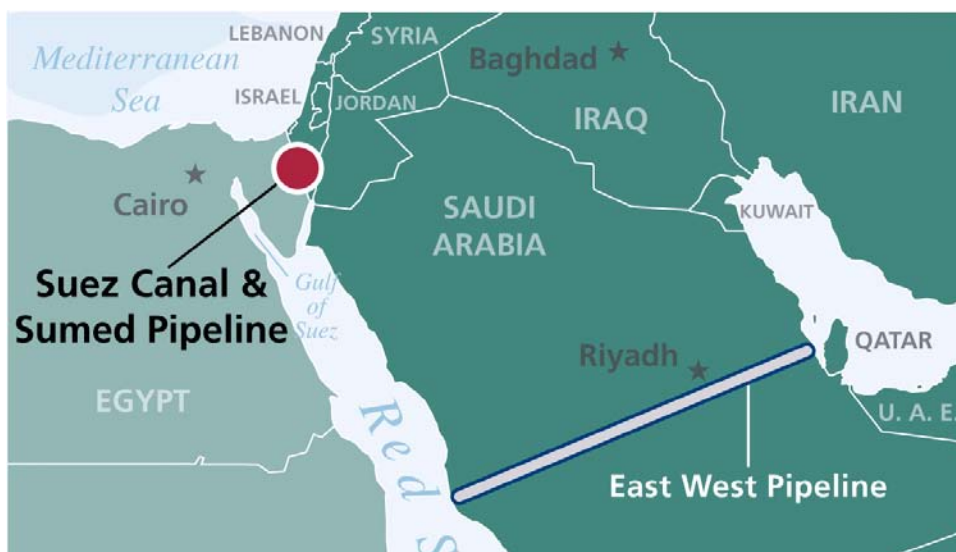 LEBANON
SYRIA
Mediterranean
Sea
Baghdad
ISRAEL
JORDAN
IRAQ
IRAN
Cairo
SAUDI
ARABIA
KUWAIT
Suez Canal &
Sumed Pipeline
Gulf
of
Suez
Riyadh
QATAR
EGYPT
U. A. E.
Red S
East West Pipeline